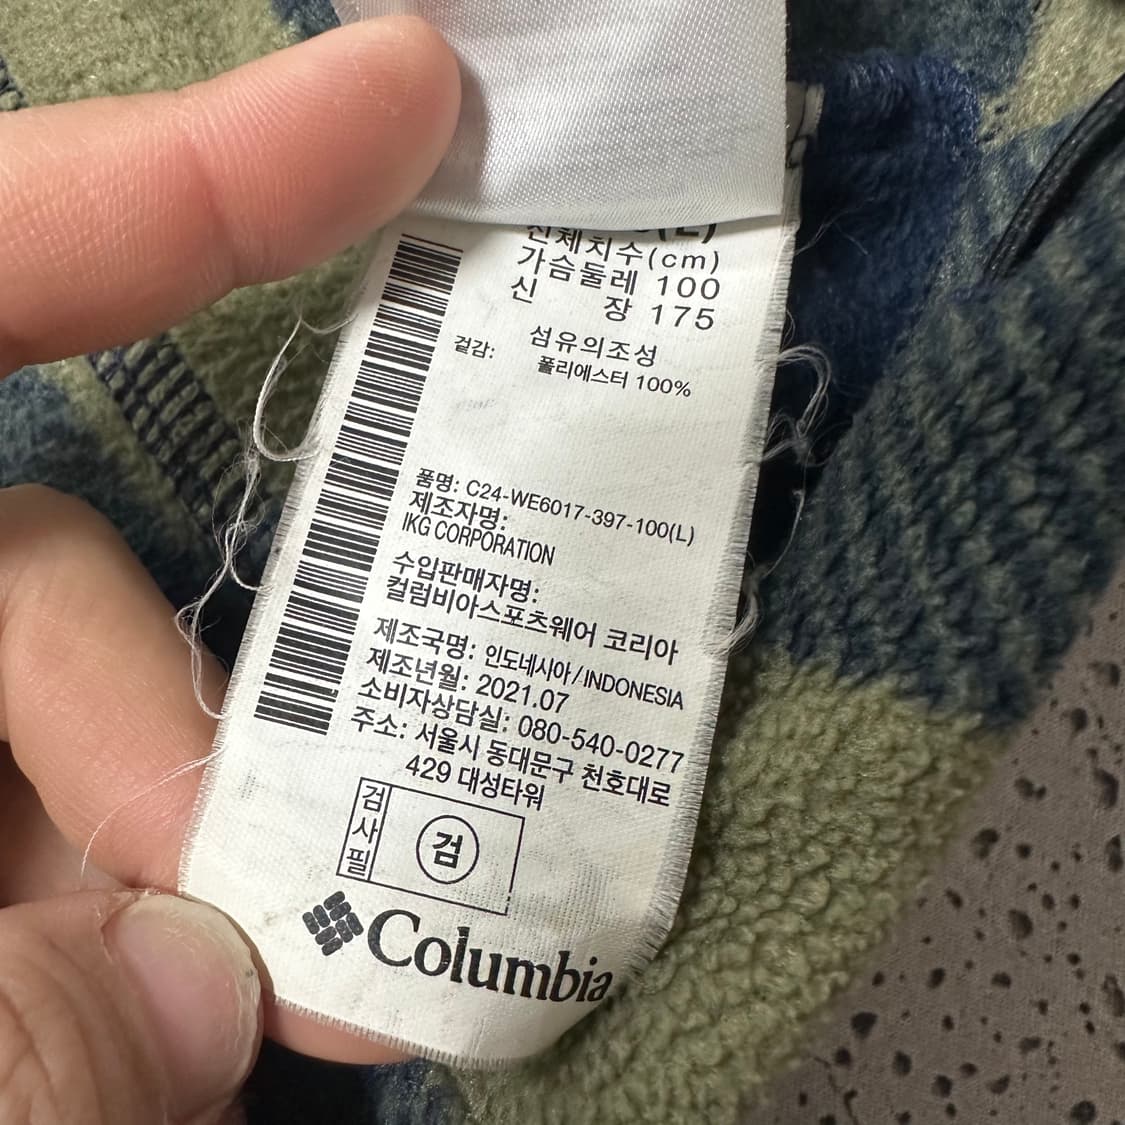 (L)
신체치수(cm)
가슴둘레 100
신 장 175
섬유의조성
겉감: 폴리에스터 100%
품명: C24-WE6017-397-100(L)
제조자명:
IKG CORPORATION
수입판매자명:
컬럼비아스포츠웨어 코리아
제조국명: 인도네시아/INDONESIA
제조년월: 2021.07
소비자상담실: 080-540-0277
주소: 서울시 동대문구 천호대로
429 대성타워
검사필
검
Columbia